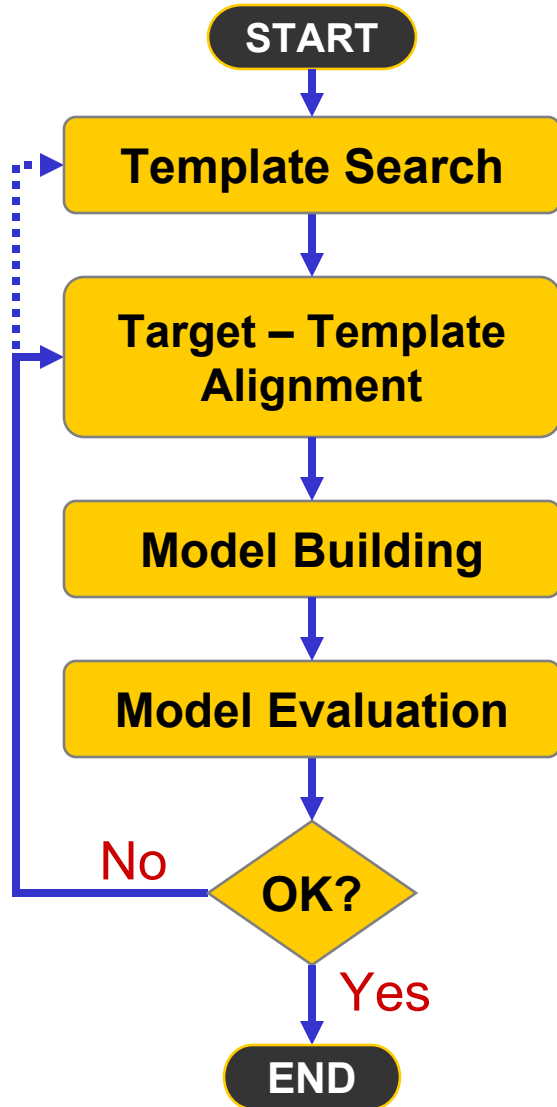 START
Template Search
Target – Template
Alignment
Model Building
Model Evaluation
No
OK?
Yes
END